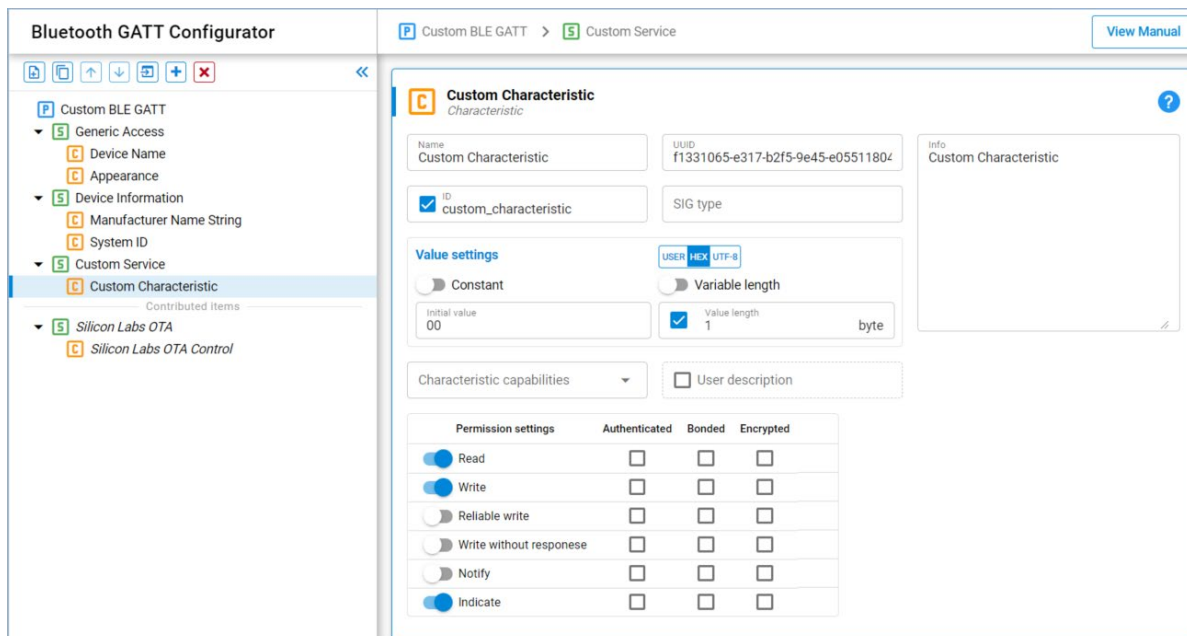 Bluetooth GATT Configurator
P Custom BLE GATT > S Custom Service
View Manual
P Custom BLE GATT
S Generic Access
C Device Name
C Appearance
S Device Information
C Manufacturer Name String
C System ID
S Custom Service
C Custom Characteristic
Contributed Items
S Silicon Labs OTA
C Silicon Labs OTA Control
C Custom Characteristic
Characteristic
?
Name
Custom Characteristic
UUID
f1331065-e317-b2f5-9e45-e05511804
Info
Custom Characteristic
ID
custom_characteristic
SIG type
Value settings
USER HEX UTF-8
Constant
Variable length
Initial value
00
Value length
1 byte
Characteristic capabilities
User description
Permission settings Authenticated Bonded Encrypted
Read
Write
Reliable write
Write without responese
Notify
Indicate